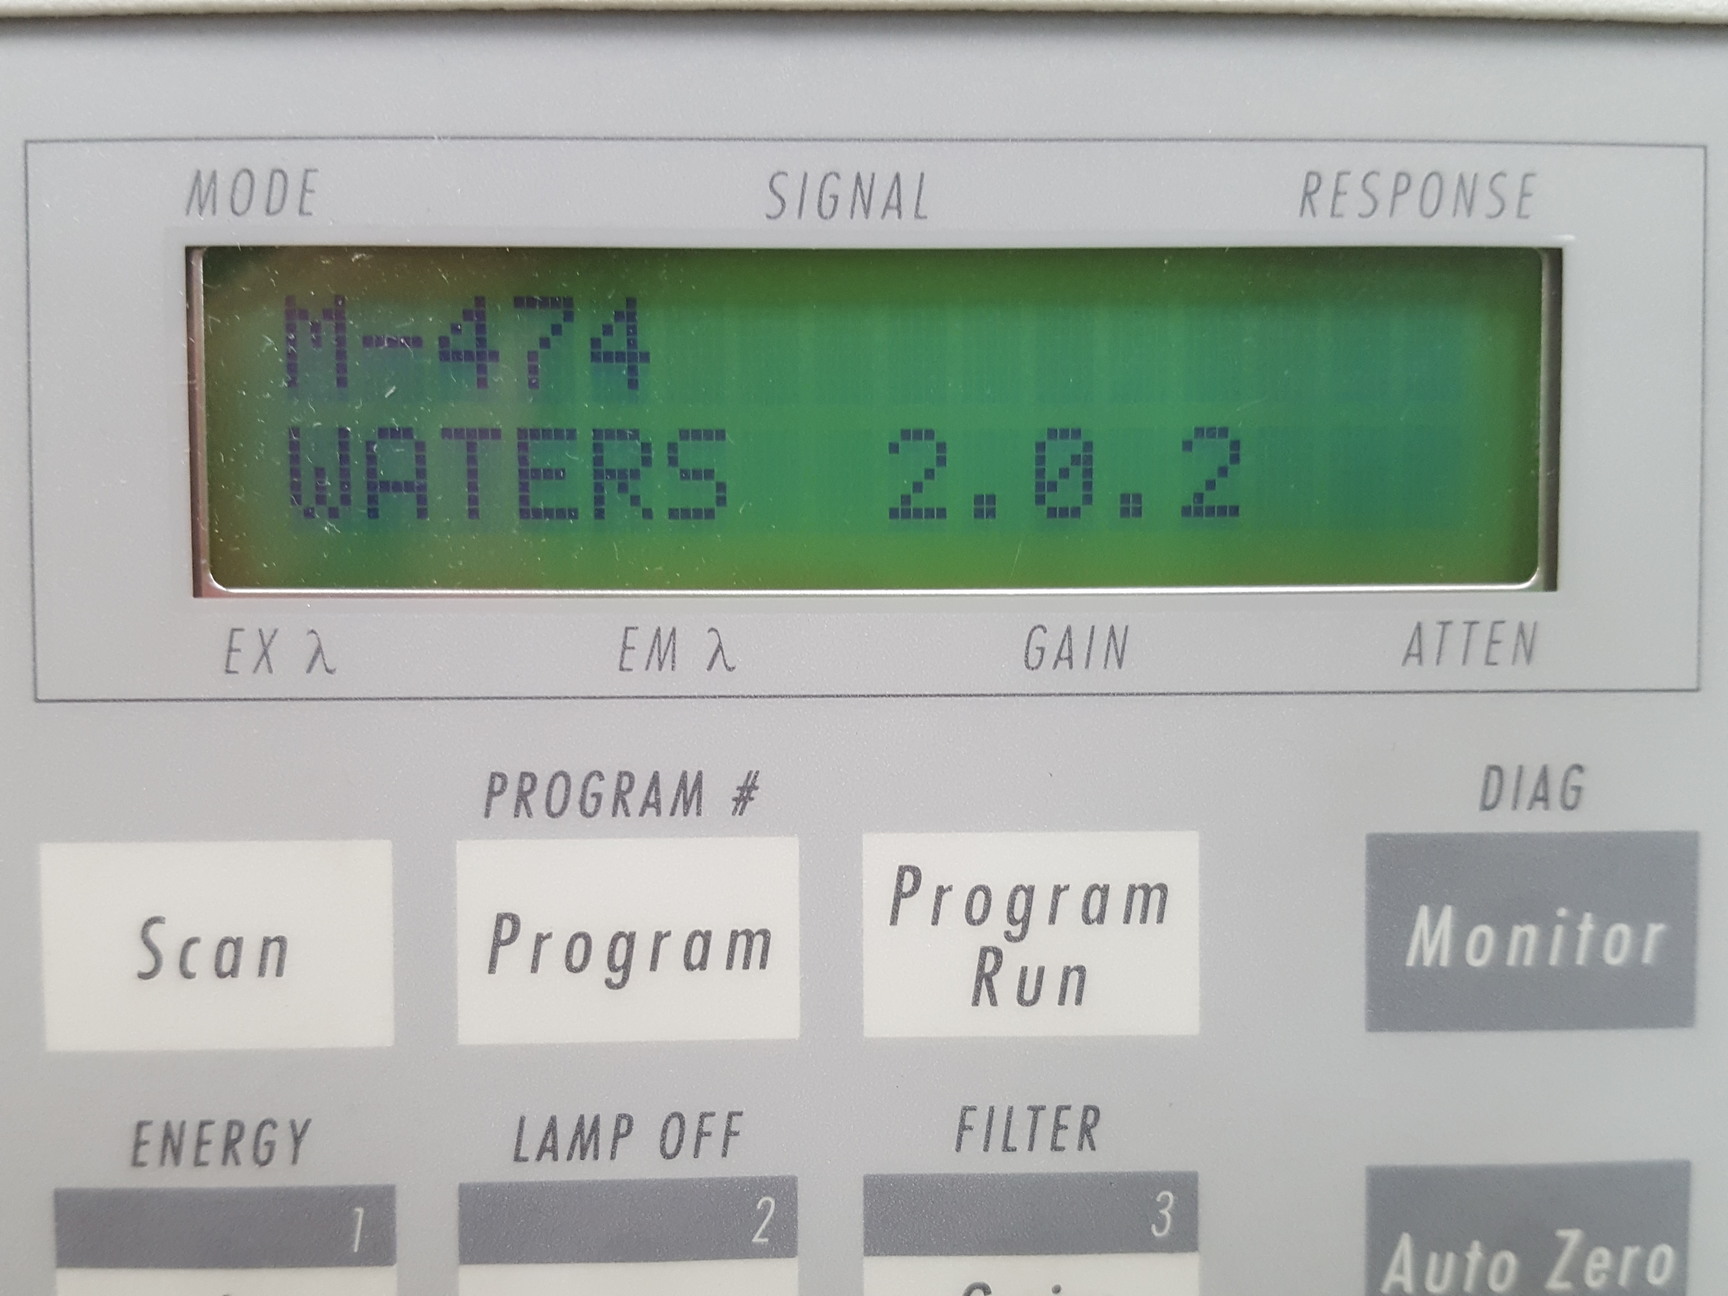 MODE SIGNAL RESPONSE
M-474
WATERS 2.0.2
EX λ EM λ GAIN ATTEN
PROGRAM # DIAG
Scan Program Program Run Monitor
ENERGY LAMP OFF FILTER
1 2 3
Auto Zero